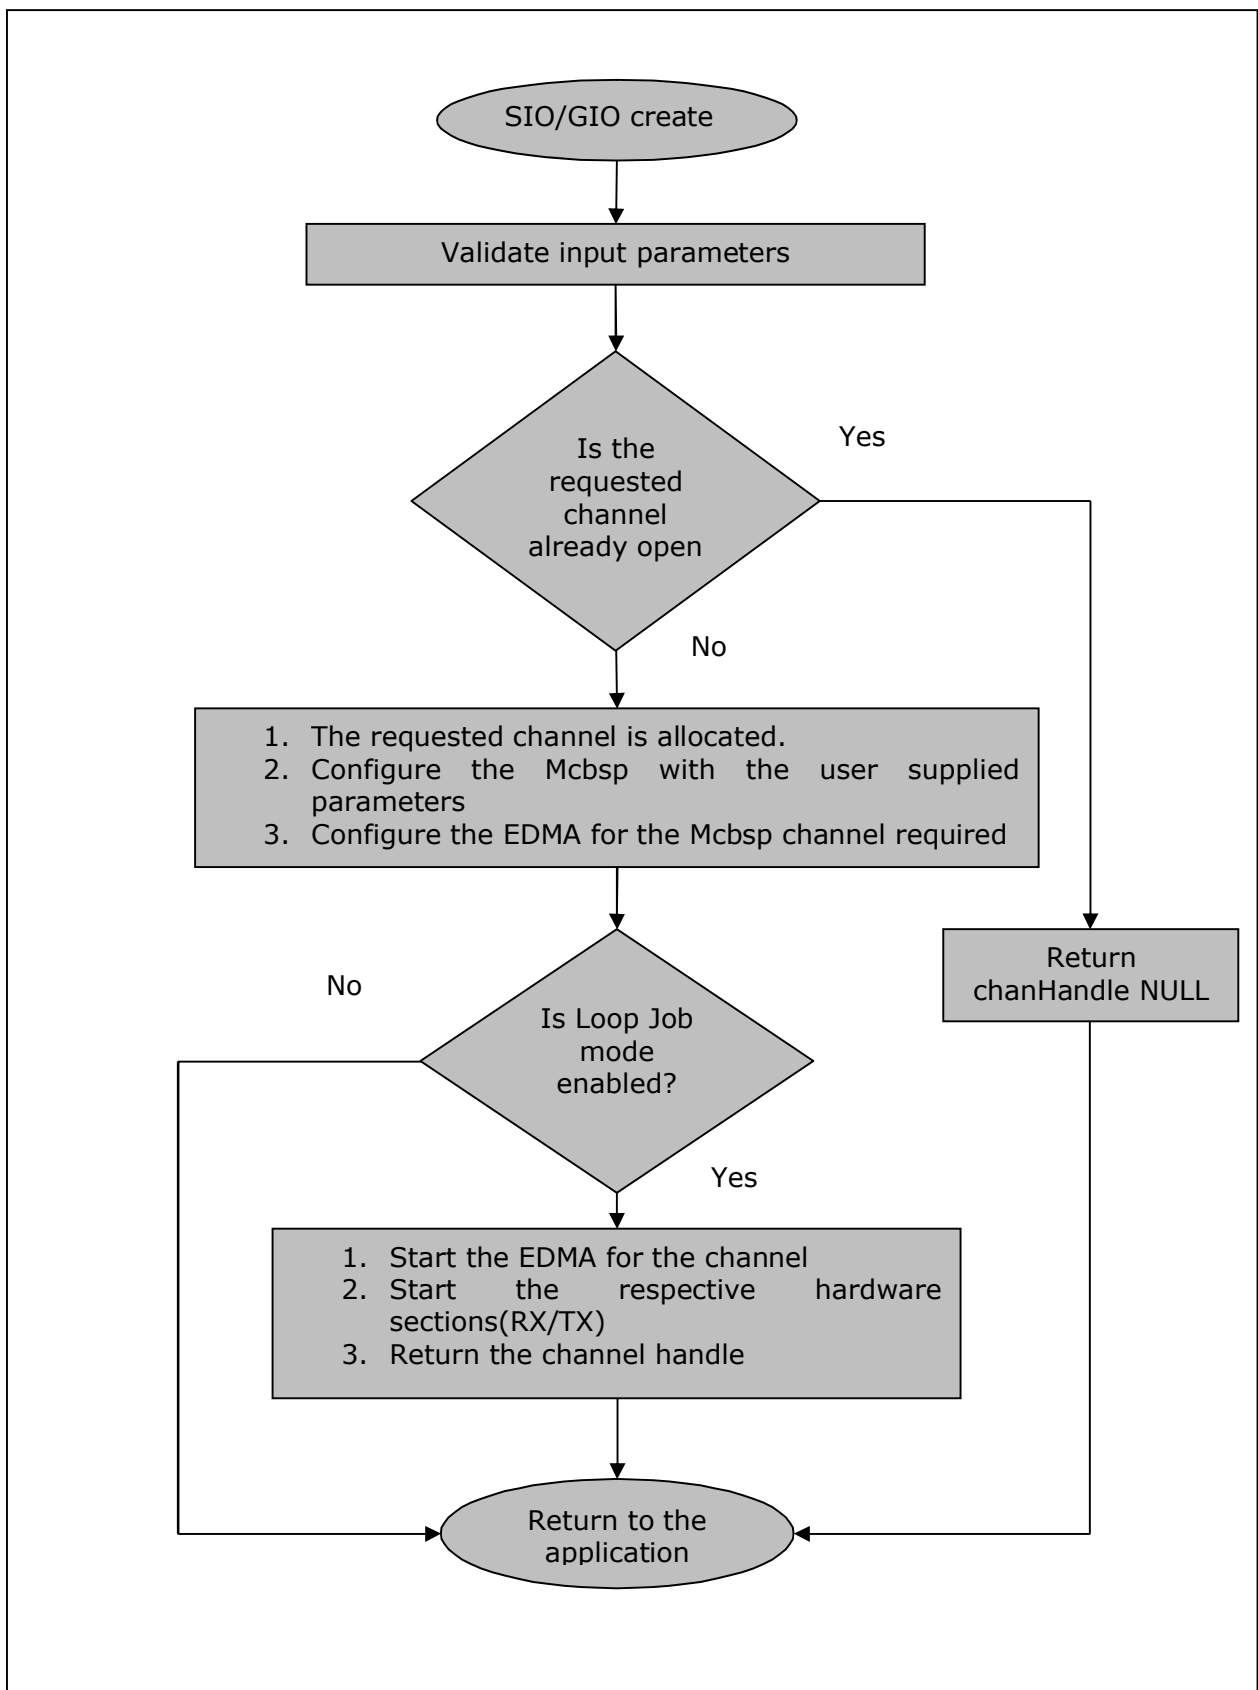 SIO/GIO create
Validate input parameters
Yes
Is the
requested
channel
already open
No
1. The requested channel is allocated.
2. Configure the Mcbsp with the user supplied
parameters
3. Configure the EDMA for the Mcbsp channel required
Return
chanHandle NULL
No
Is Loop Job
mode
enabled?
Yes
1. Start the EDMA for the channel
2. Start the respective hardware
sections(RX/TX)
3. Return the channel handle
Return to the
application